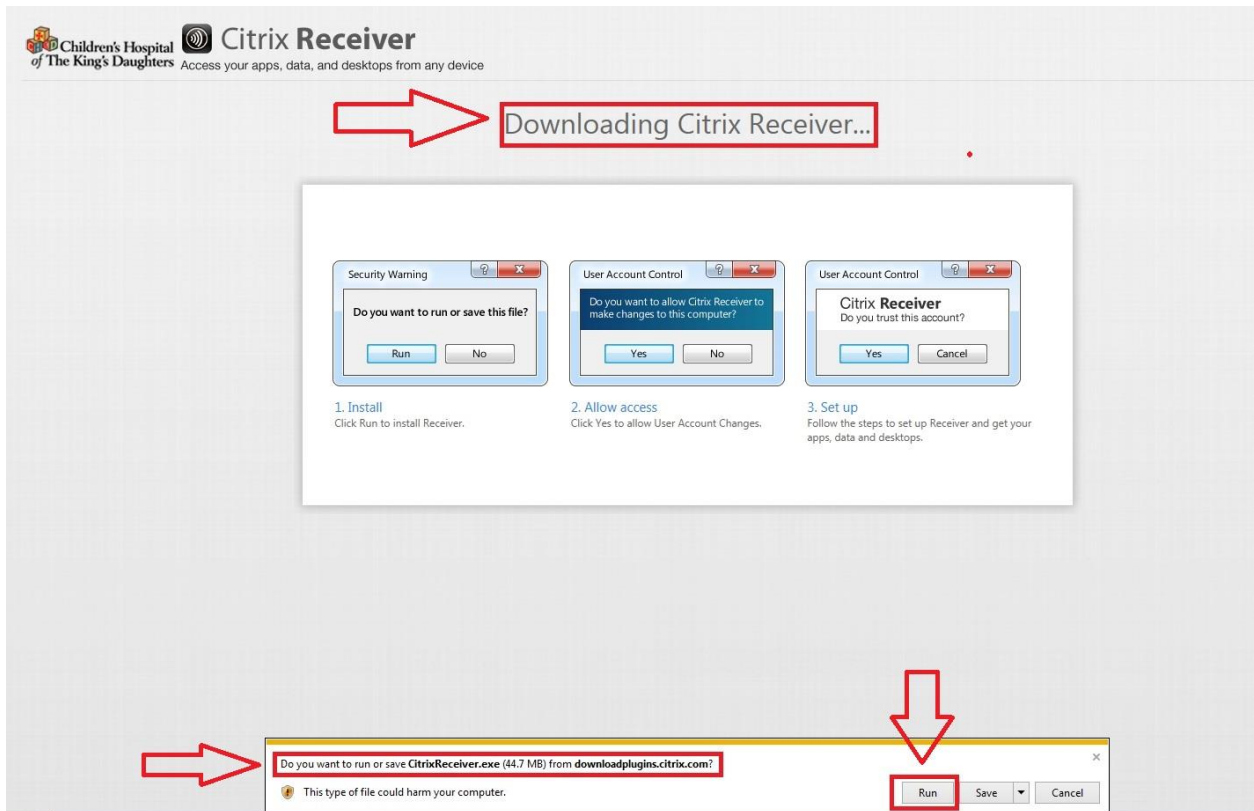 Children's Hospital
of The King's Daughters
Citrix Receiver
Access your apps, data, and desktops from any device
Downloading Citrix Receiver...
Security Warning
?
X
Do you want to run or save this file?
Run
No
1. Install
Click Run to install Receiver.
User Account Control
?
X
Do you want to allow Citrix Receiver to
make changes to this computer?
Yes
No
2. Allow access
Click Yes to allow User Account Changes.
User Account Control
?
X
Citrix Receiver
Do you trust this account?
Yes
Cancel
3. Set up
Follow the steps to set up Receiver and get your
apps, data and desktops.
Do you want to run or save CitrixReceiver.exe (44.7 MB) from downloadplugins.citrix.com?
×
This type of file could harm your computer.
Run
Save
Cancel